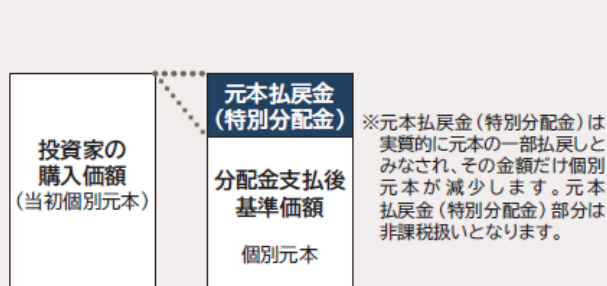 投資家の
購入価額
(当初個別元本)
元本払戻金
(特別分配金)
分配金支払後
基準価額
個別元本
※元本払戻金(特別分配金)は
実質的に元本の一部払戻しと
みなされ、その金額だけ個別
元本が減少します。元本
払戻金(特別分配金)部分は
非課税扱いとなります。